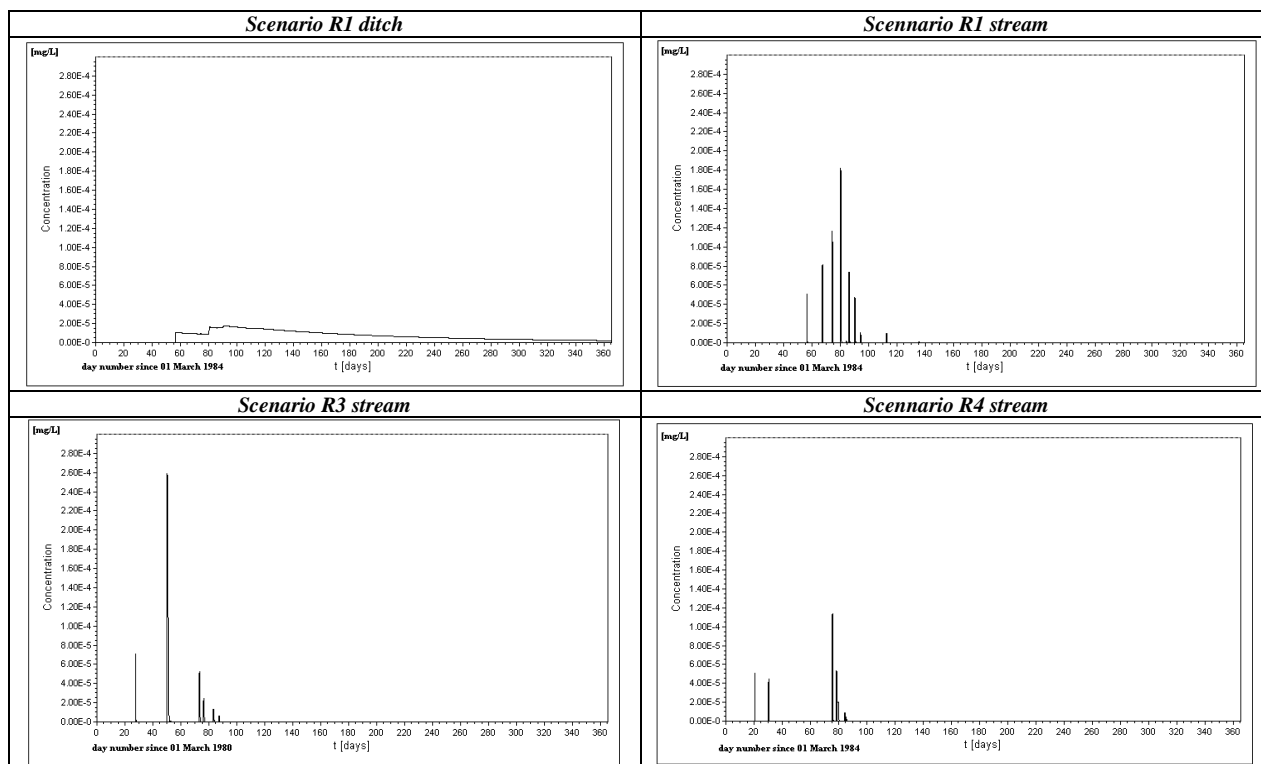 Scenario R1 ditch
[mg/L]
2.80E-4
2.60E-4
2.40E-4
2.20E-4
2.00E-4
1.80E-4
1.60E-4
1.40E-4
1.20E-4
1.00E-4
8.00E-5
6.00E-5
4.00E-5
2.00E-5
0.00E-0
Concentration
0 20 40 60 80 100 120 140 160 180 200 220 240 260 280 300 320 340 360
day number since 01 March 1984
t [days]
Scennario R1 stream
[mg/L]
2.80E-4
2.60E-4
2.40E-4
2.20E-4
2.00E-4
1.80E-4
1.60E-4
1.40E-4
1.20E-4
1.00E-4
8.00E-5
6.00E-5
4.00E-5
2.00E-5
0.00E-0
Concentration
0 20 40 60 80 100 120 140 160 180 200 220 240 260 280 300 320 340 360
day number since 01 March 1984
t [days]
Scenario R3 stream
[mg/L]
2.80E-4
2.60E-4
2.40E-4
2.20E-4
2.00E-4
1.80E-4
1.60E-4
1.40E-4
1.20E-4
1.00E-4
8.00E-5
6.00E-5
4.00E-5
2.00E-5
0.00E-0
Concentration
0 20 40 60 80 100 120 140 160 180 200 220 240 260 280 300 320 340 360
day number since 01 March 1980
t [days]
Scennario R4 stream
[mg/L]
2.80E-4
2.60E-4
2.40E-4
2.20E-4
2.00E-4
1.80E-4
1.60E-4
1.40E-4
1.20E-4
1.00E-4
8.00E-5
6.00E-5
4.00E-5
2.00E-5
0.00E-0
Concentration
0 20 40 60 80 100 120 140 160 180 200 220 240 260 280 300 320 340 360
day number since 01 March 1984
t [days]